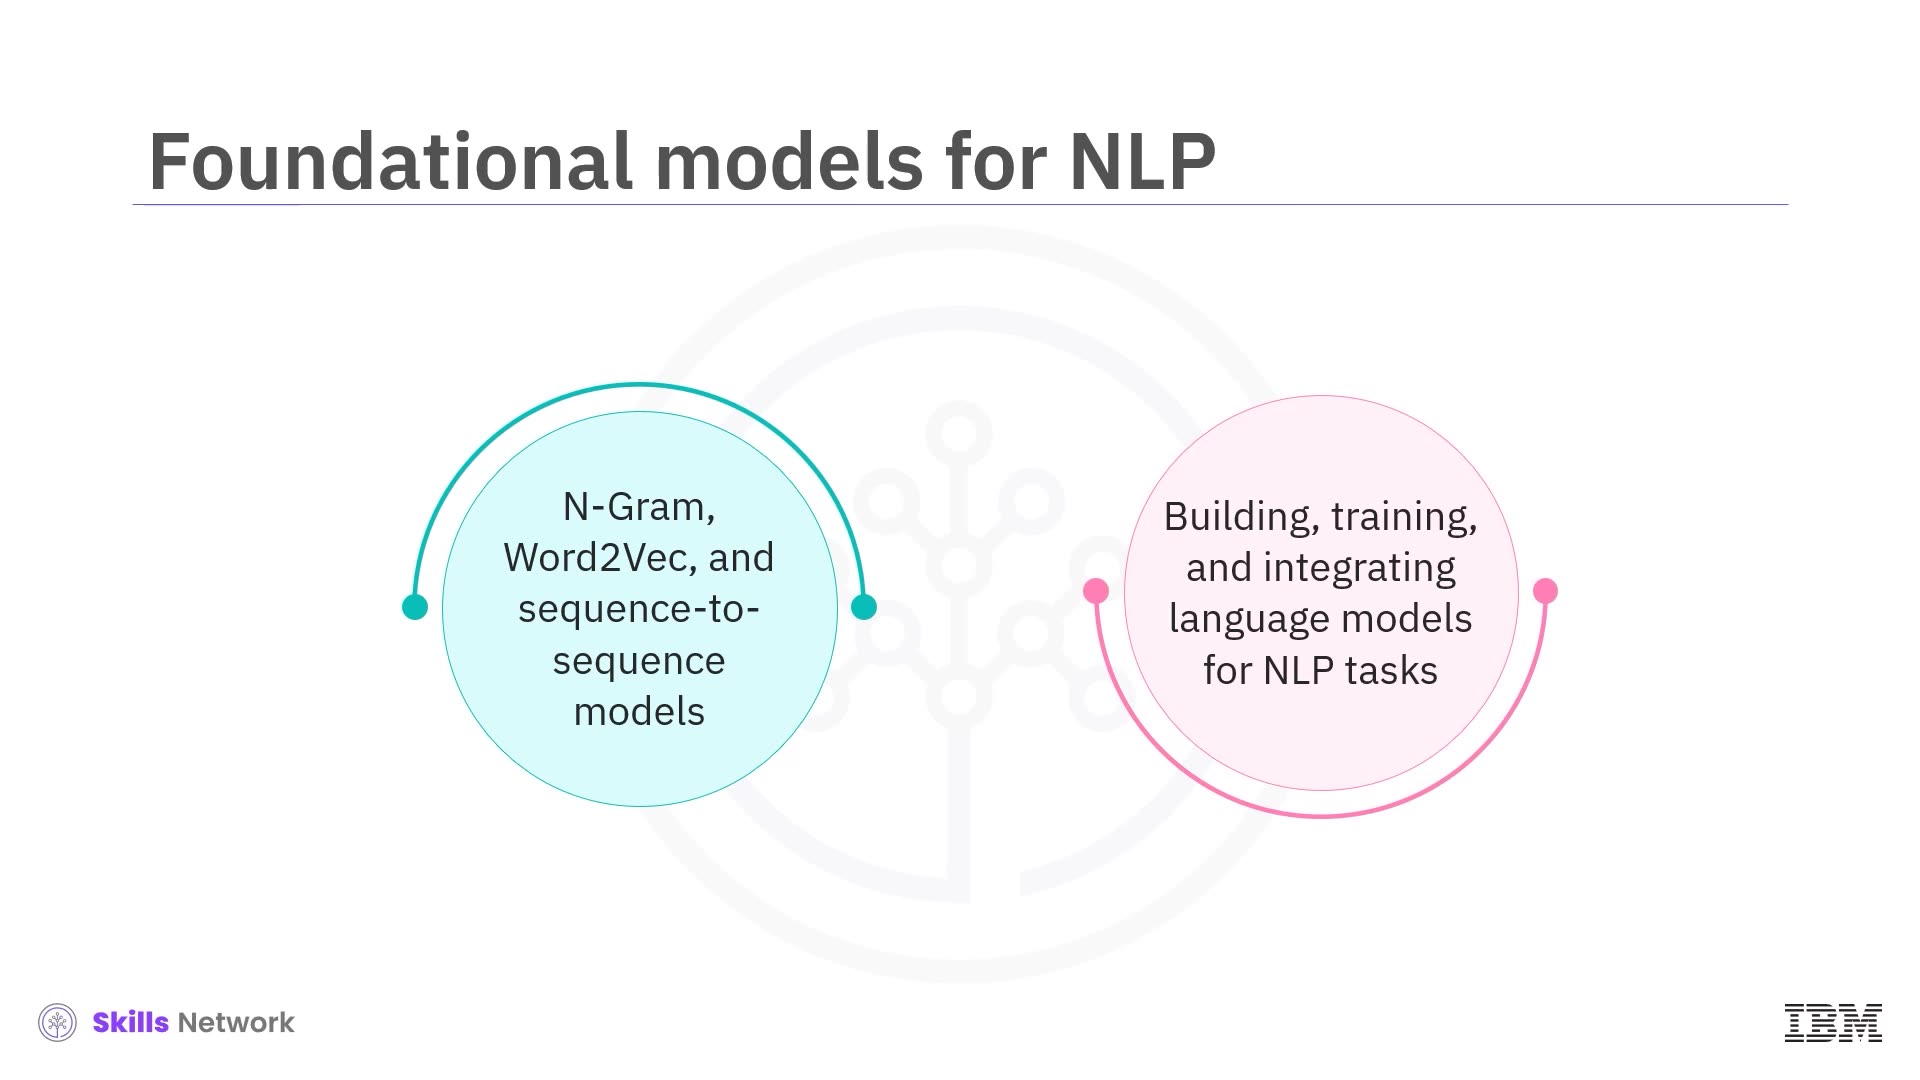 Foundational models for NLP
N-Gram,
Word2Vec, and
sequence-to-
sequence
models
Building, training,
and integrating
language models
for NLP tasks
Skills Network
IBM